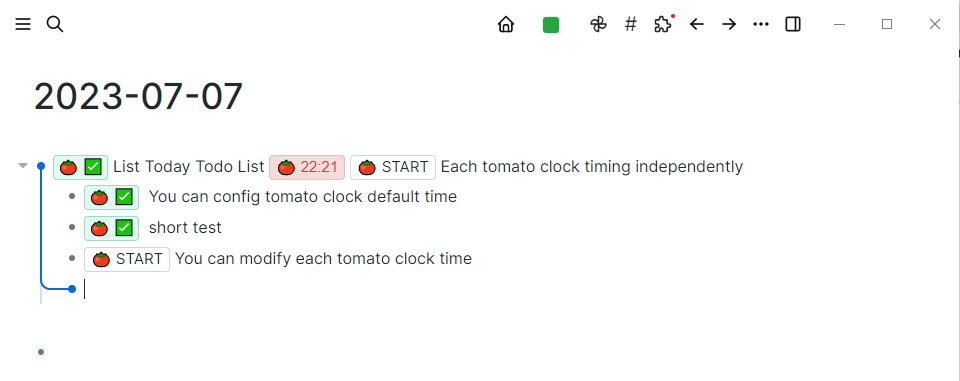 #
2023-07-07
🍅 ✅ List Today Todo List 🍅 22:21 🍅 START Each tomato clock timing independently
🍅 ✅ You can config tomato clock default time
🍅 ✅ short test
🍅 START You can modify each tomato clock time